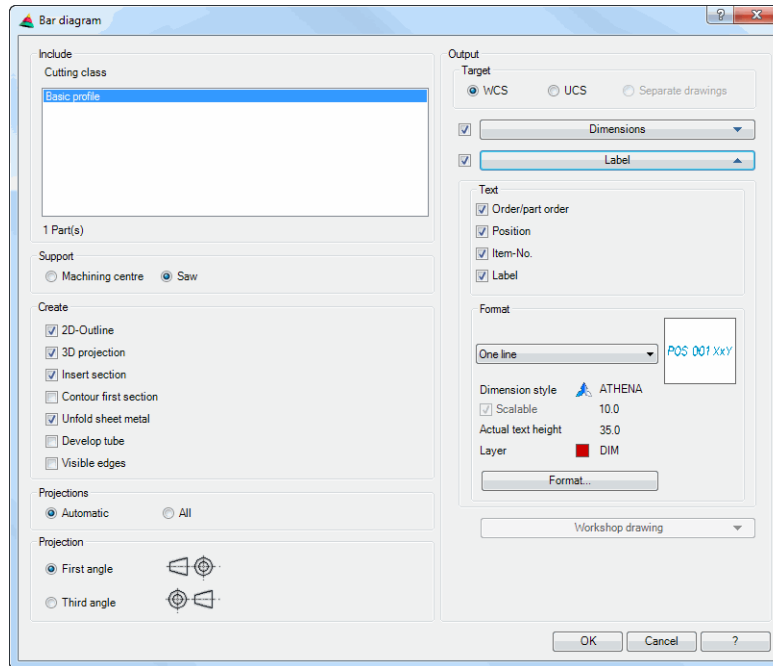 Bar diagram
?
Include
Cutting class
Basic profile
1 Part(s)
Support
Machining centre Saw
Create
2D-Outline
3D projection
Insert section
Contour first section
Unfold sheet metal
Develop tube
Visible edges
Projections
Automatic All
Projection
First angle
Third angle
Output
Target
WCS UCS Separate drawings
Dimensions
Label
Text
Order/part order
Position
Item-No.
Label
Format
One line
POS 001 XxY
Dimension style ATHENA
Scalable 10.0
Actual text height 35.0
Layer DIM
Format...
Workshop drawing
OK Cancel ?